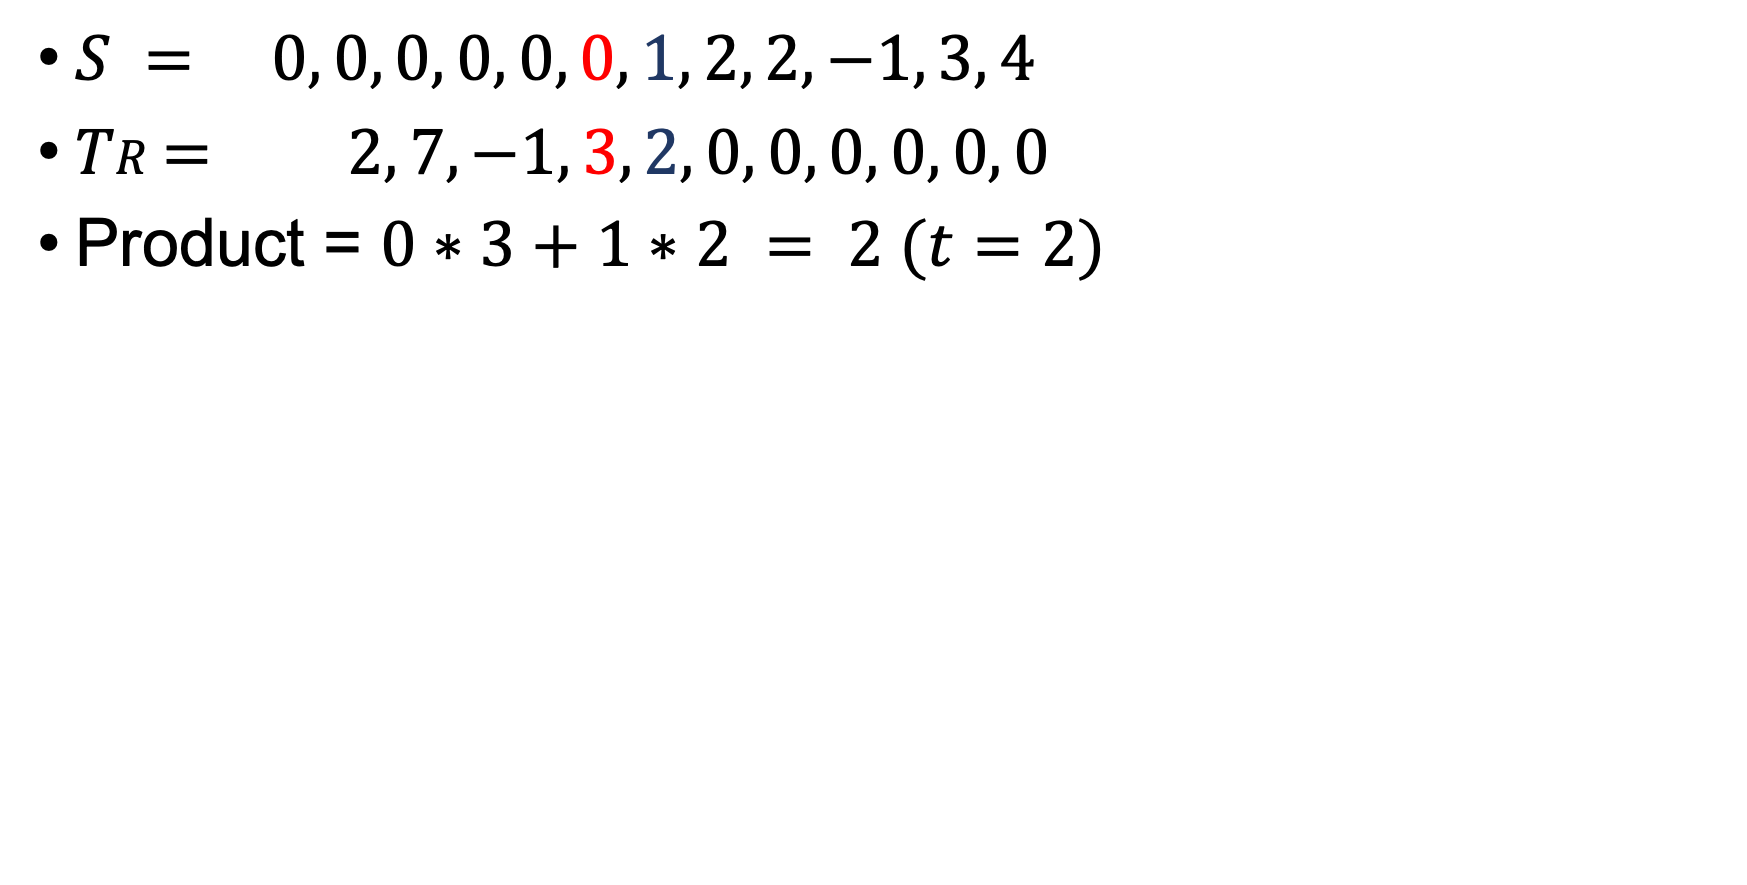 • S = 0, 0, 0, 0, 0, 0, 1, 2, 2, −1, 3, 4
• TR = 2, 7, −1, 3, 2, 0, 0, 0, 0, 0, 0
• Product = 0 ∗ 3 + 1 ∗ 2 = 2 (t = 2)